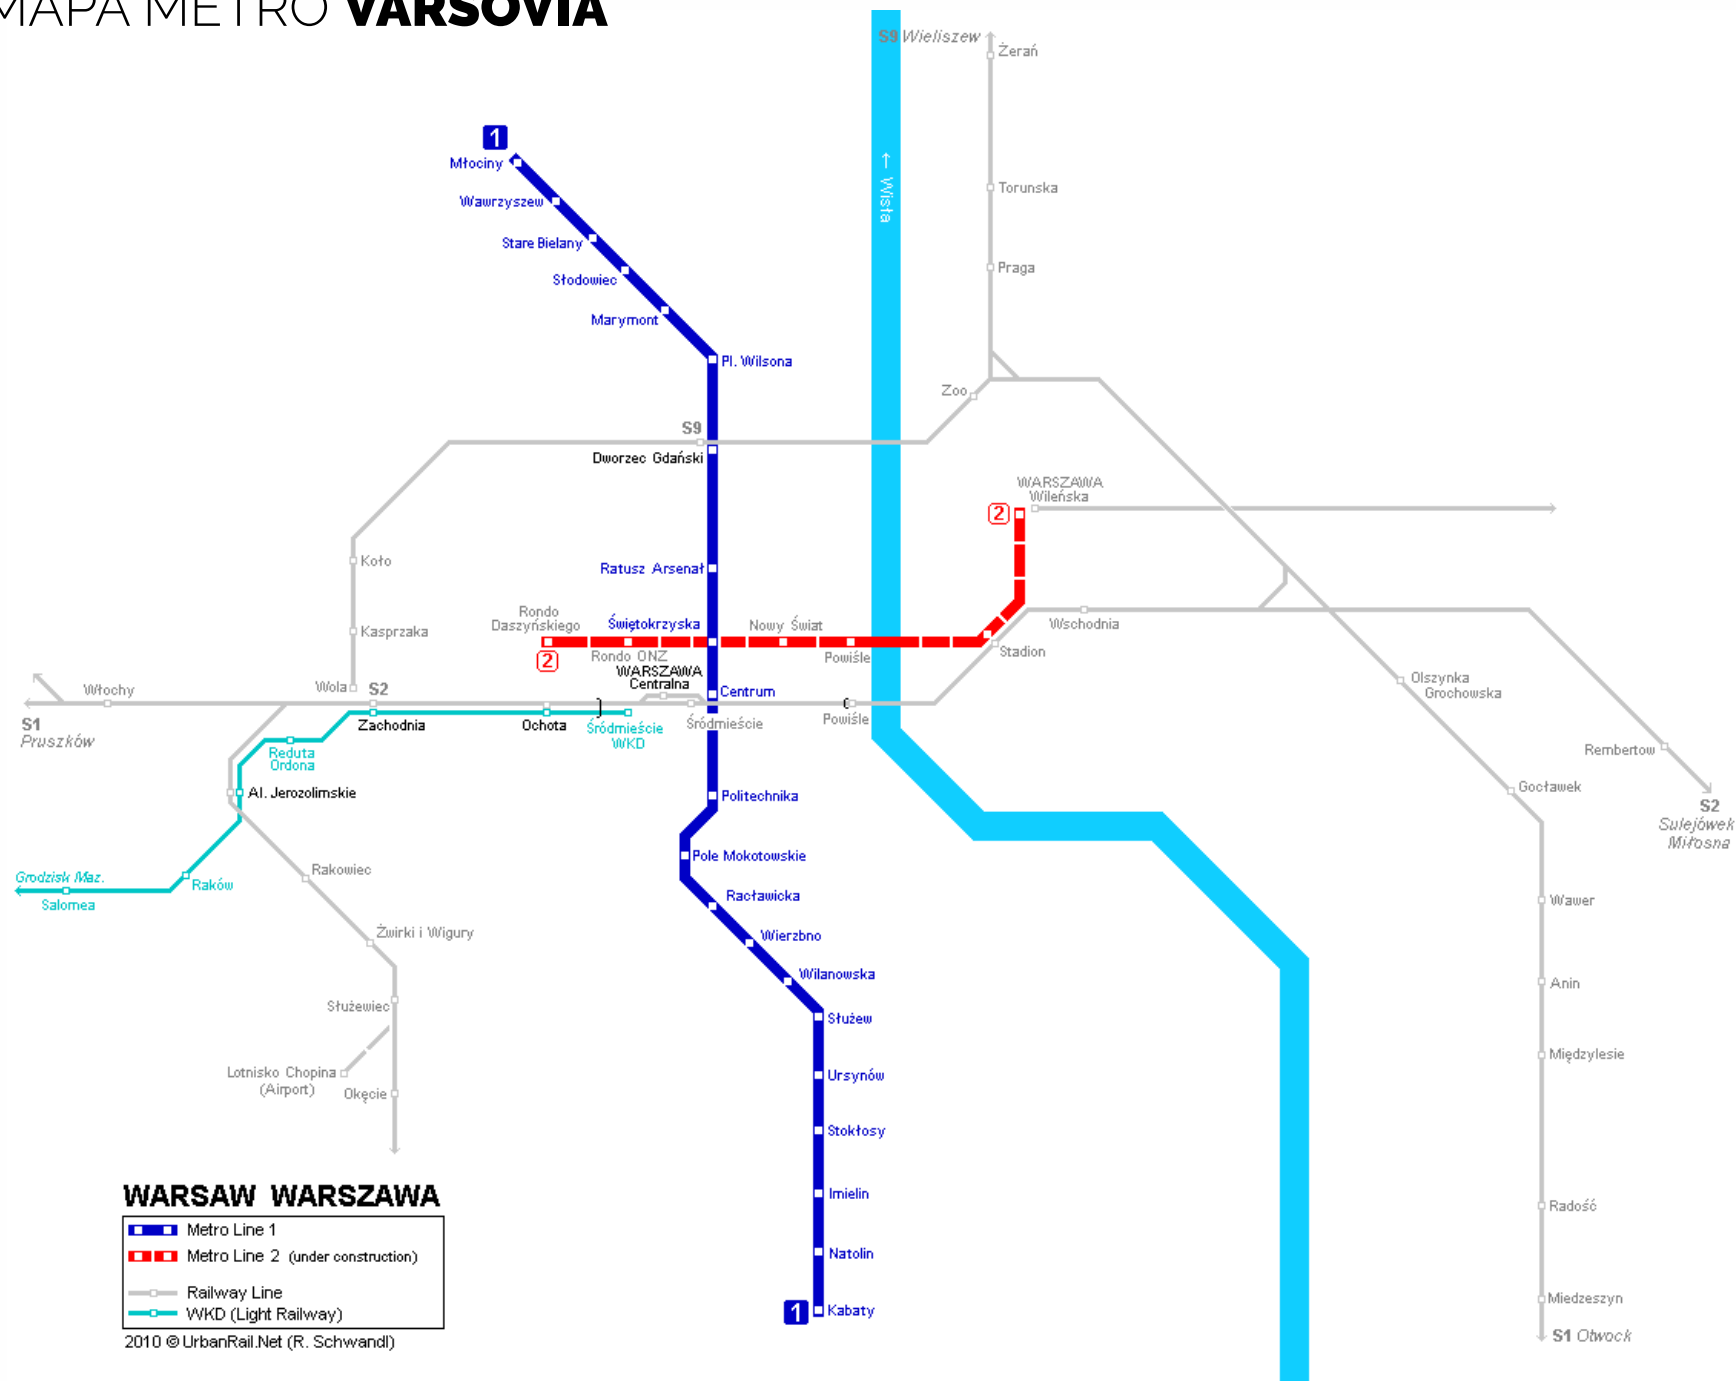 MAPA METRO VARSOVIA
S9 Wieliszew
Żerań
1
Młociny
← Wisła
Wawrzyszew
Torunska
Stare Bielany
Praga
Słodowiec
Marymont
Pl. Wilsona
Zoo
S9
Dworzec Gdański
WARSZAWA
Wileńska
2
Koło
Ratusz Arsenał
Rondo
Daszyńskiego
Świętokrzyska
Nowy Świat
Wschodnia
Kasprzaka
2
Rondo ONZ
Powiśle
Stadion
WARSZAWA
Centralna
Włochy
Wola
S2
Centrum
Olszynka
Grochowska
S1
Pruszków
Zachodnia
Ochota
Śródmieście
WKD
Śródmieście
Powiśle
Reduta
Ordona
Rembertow
Al. Jerozolimskie
Politechnika
Gocławek
S2
Sulejówek
Miłosna
Pole Mokotowskie
Rakowiec
Grodzisk Maz.
Raków
Salomea
Racławicka
Wawer
Żwirki i Wigury
Wierzbno
Wilanowska
Anin
Służewiec
Służew
Międzylesie
Lotnisko Chopina
(Airport)
Okęcie
Ursynów
Stokłosy
Imielin
Radość
Natolin
Miedzeszyn
1
Kabaty
S1 Otwock
WARSAW WARSZAWA
Metro Line 1
Metro Line 2 (under construction)
Railway Line
WKD (Light Railway)
2010 © UrbanRail.Net (R. Schwandl)